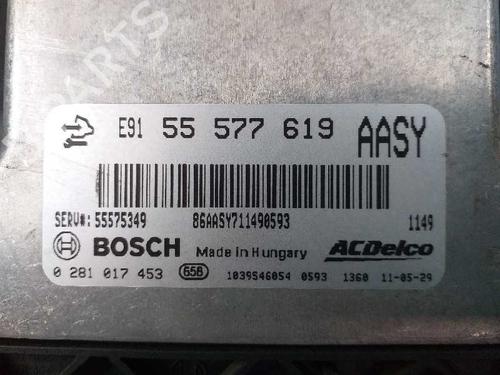 E91 55 577 619 AASY
SERV#: 55575349 86AASY711490593 1149
BOSCH Made in Hungary ACDelco
0 281 017 453 658 1039S46054 0593 1360 11-05-29